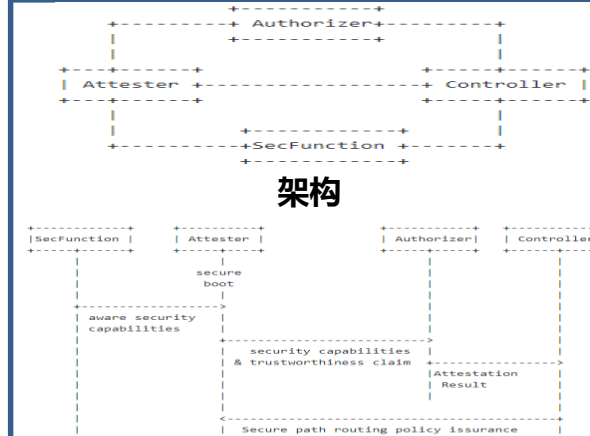 Authorizer
Attester Controller
SecFunction
架构
SecFunction Attester Authorizer Controller
secure
boot
aware security
capabilities
security capabilities
& trustworthiness claim
Attestation
Result
Secure path routing policy issurance